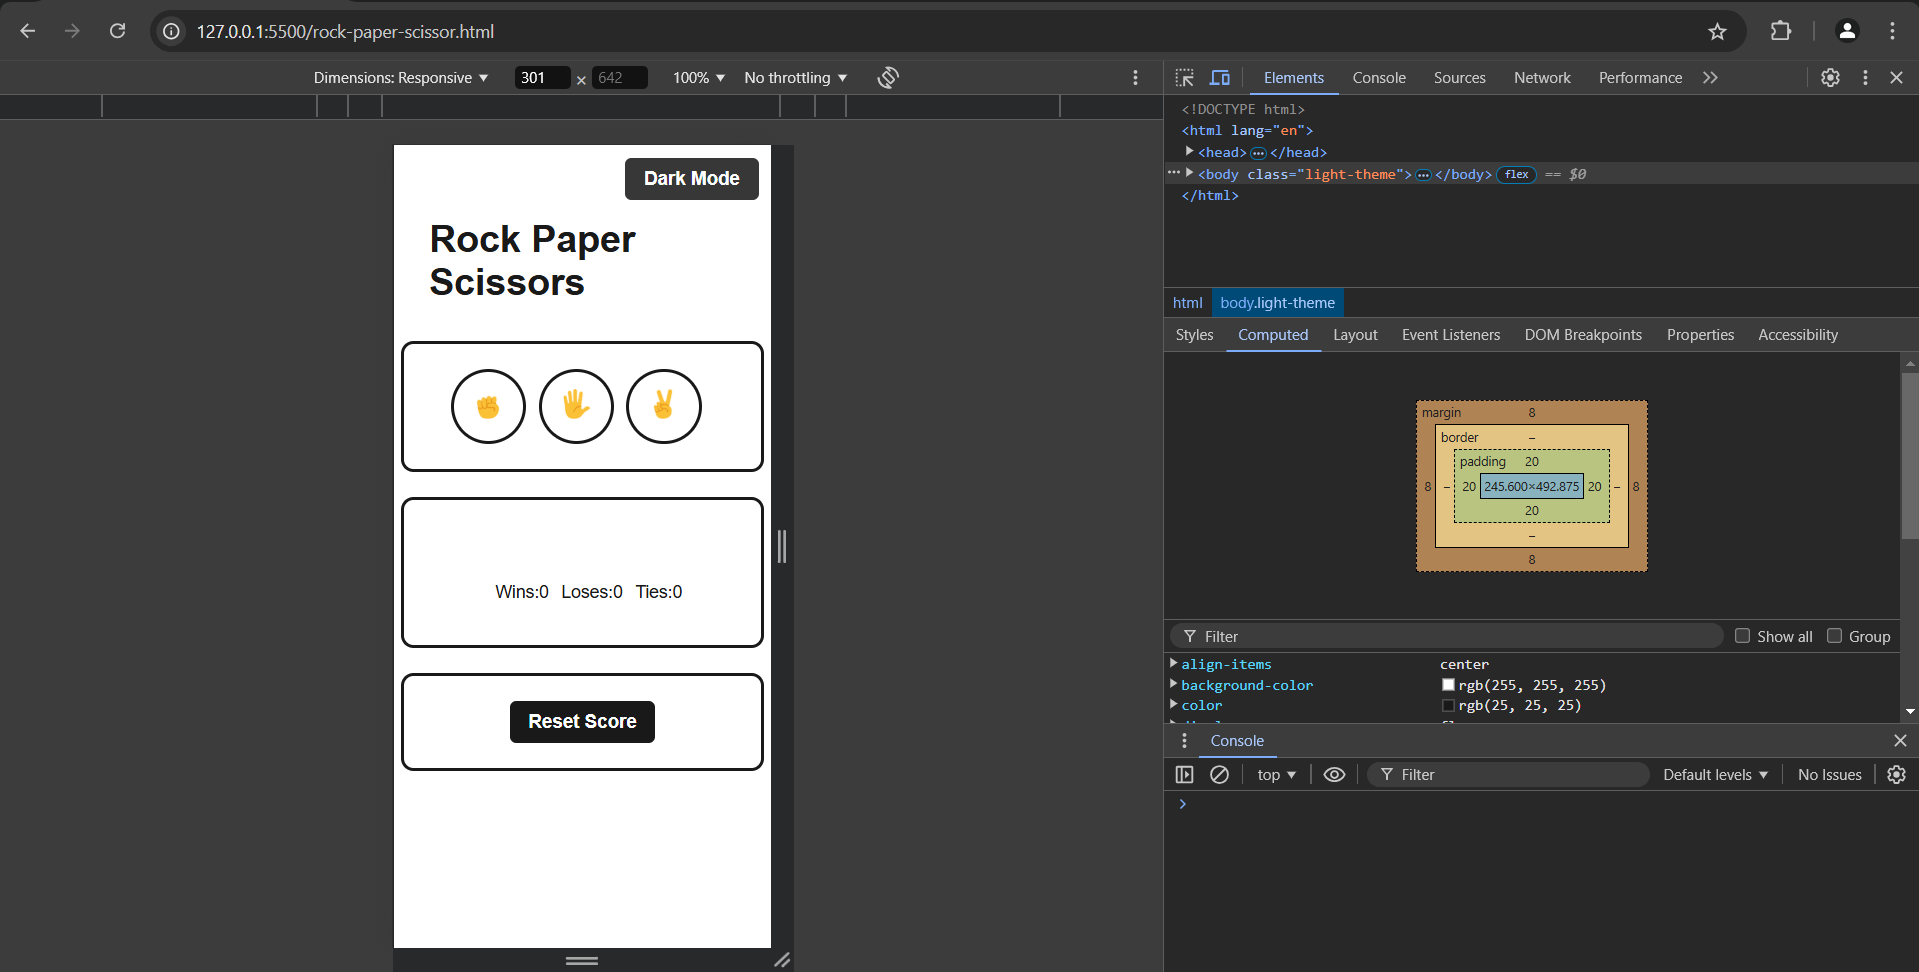 127.0.0.1:5500/rock-paper-scissor.html
Dimensions: Responsive 301 × 642 100% No throttling
Elements Console Sources Network Performance
Dark Mode
Rock Paper
Scissors
Wins:0 Loses:0 Ties:0
Reset Score
<!DOCTYPE html>
<html lang="en">
<head>…</head>
<body class="light-theme">…</body> flex == $0
</html>
html body.light-theme
Styles Computed Layout Event Listeners DOM Breakpoints Properties Accessibility
margin 8
border –
padding 20
8 – 20 245.600×492.875 20 – 8
20
–
8
Filter Show all Group
align-items center
background-color rgb(255, 255, 255)
color rgb(25, 25, 25)
Console
top Filter Default levels No Issues